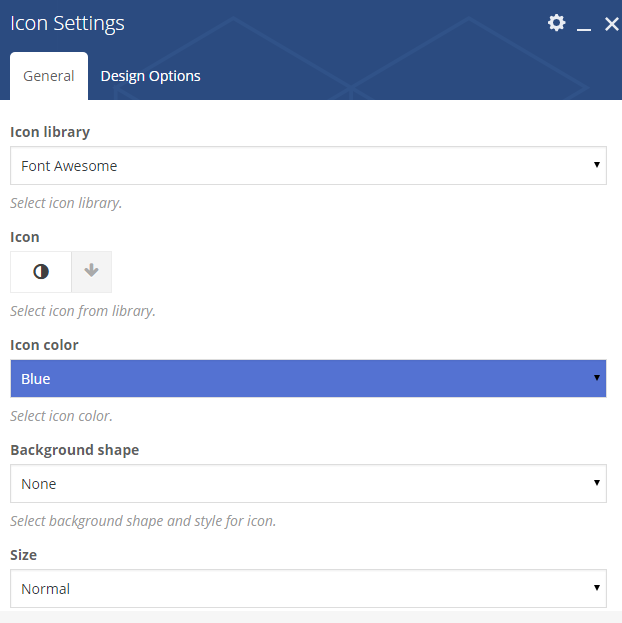 Icon Settings
General Design Options
Icon library
Font Awesome
Select icon library.
Icon
Select icon from library.
Icon color
Blue
Select icon color.
Background shape
None
Select background shape and style for icon.
Size
Normal